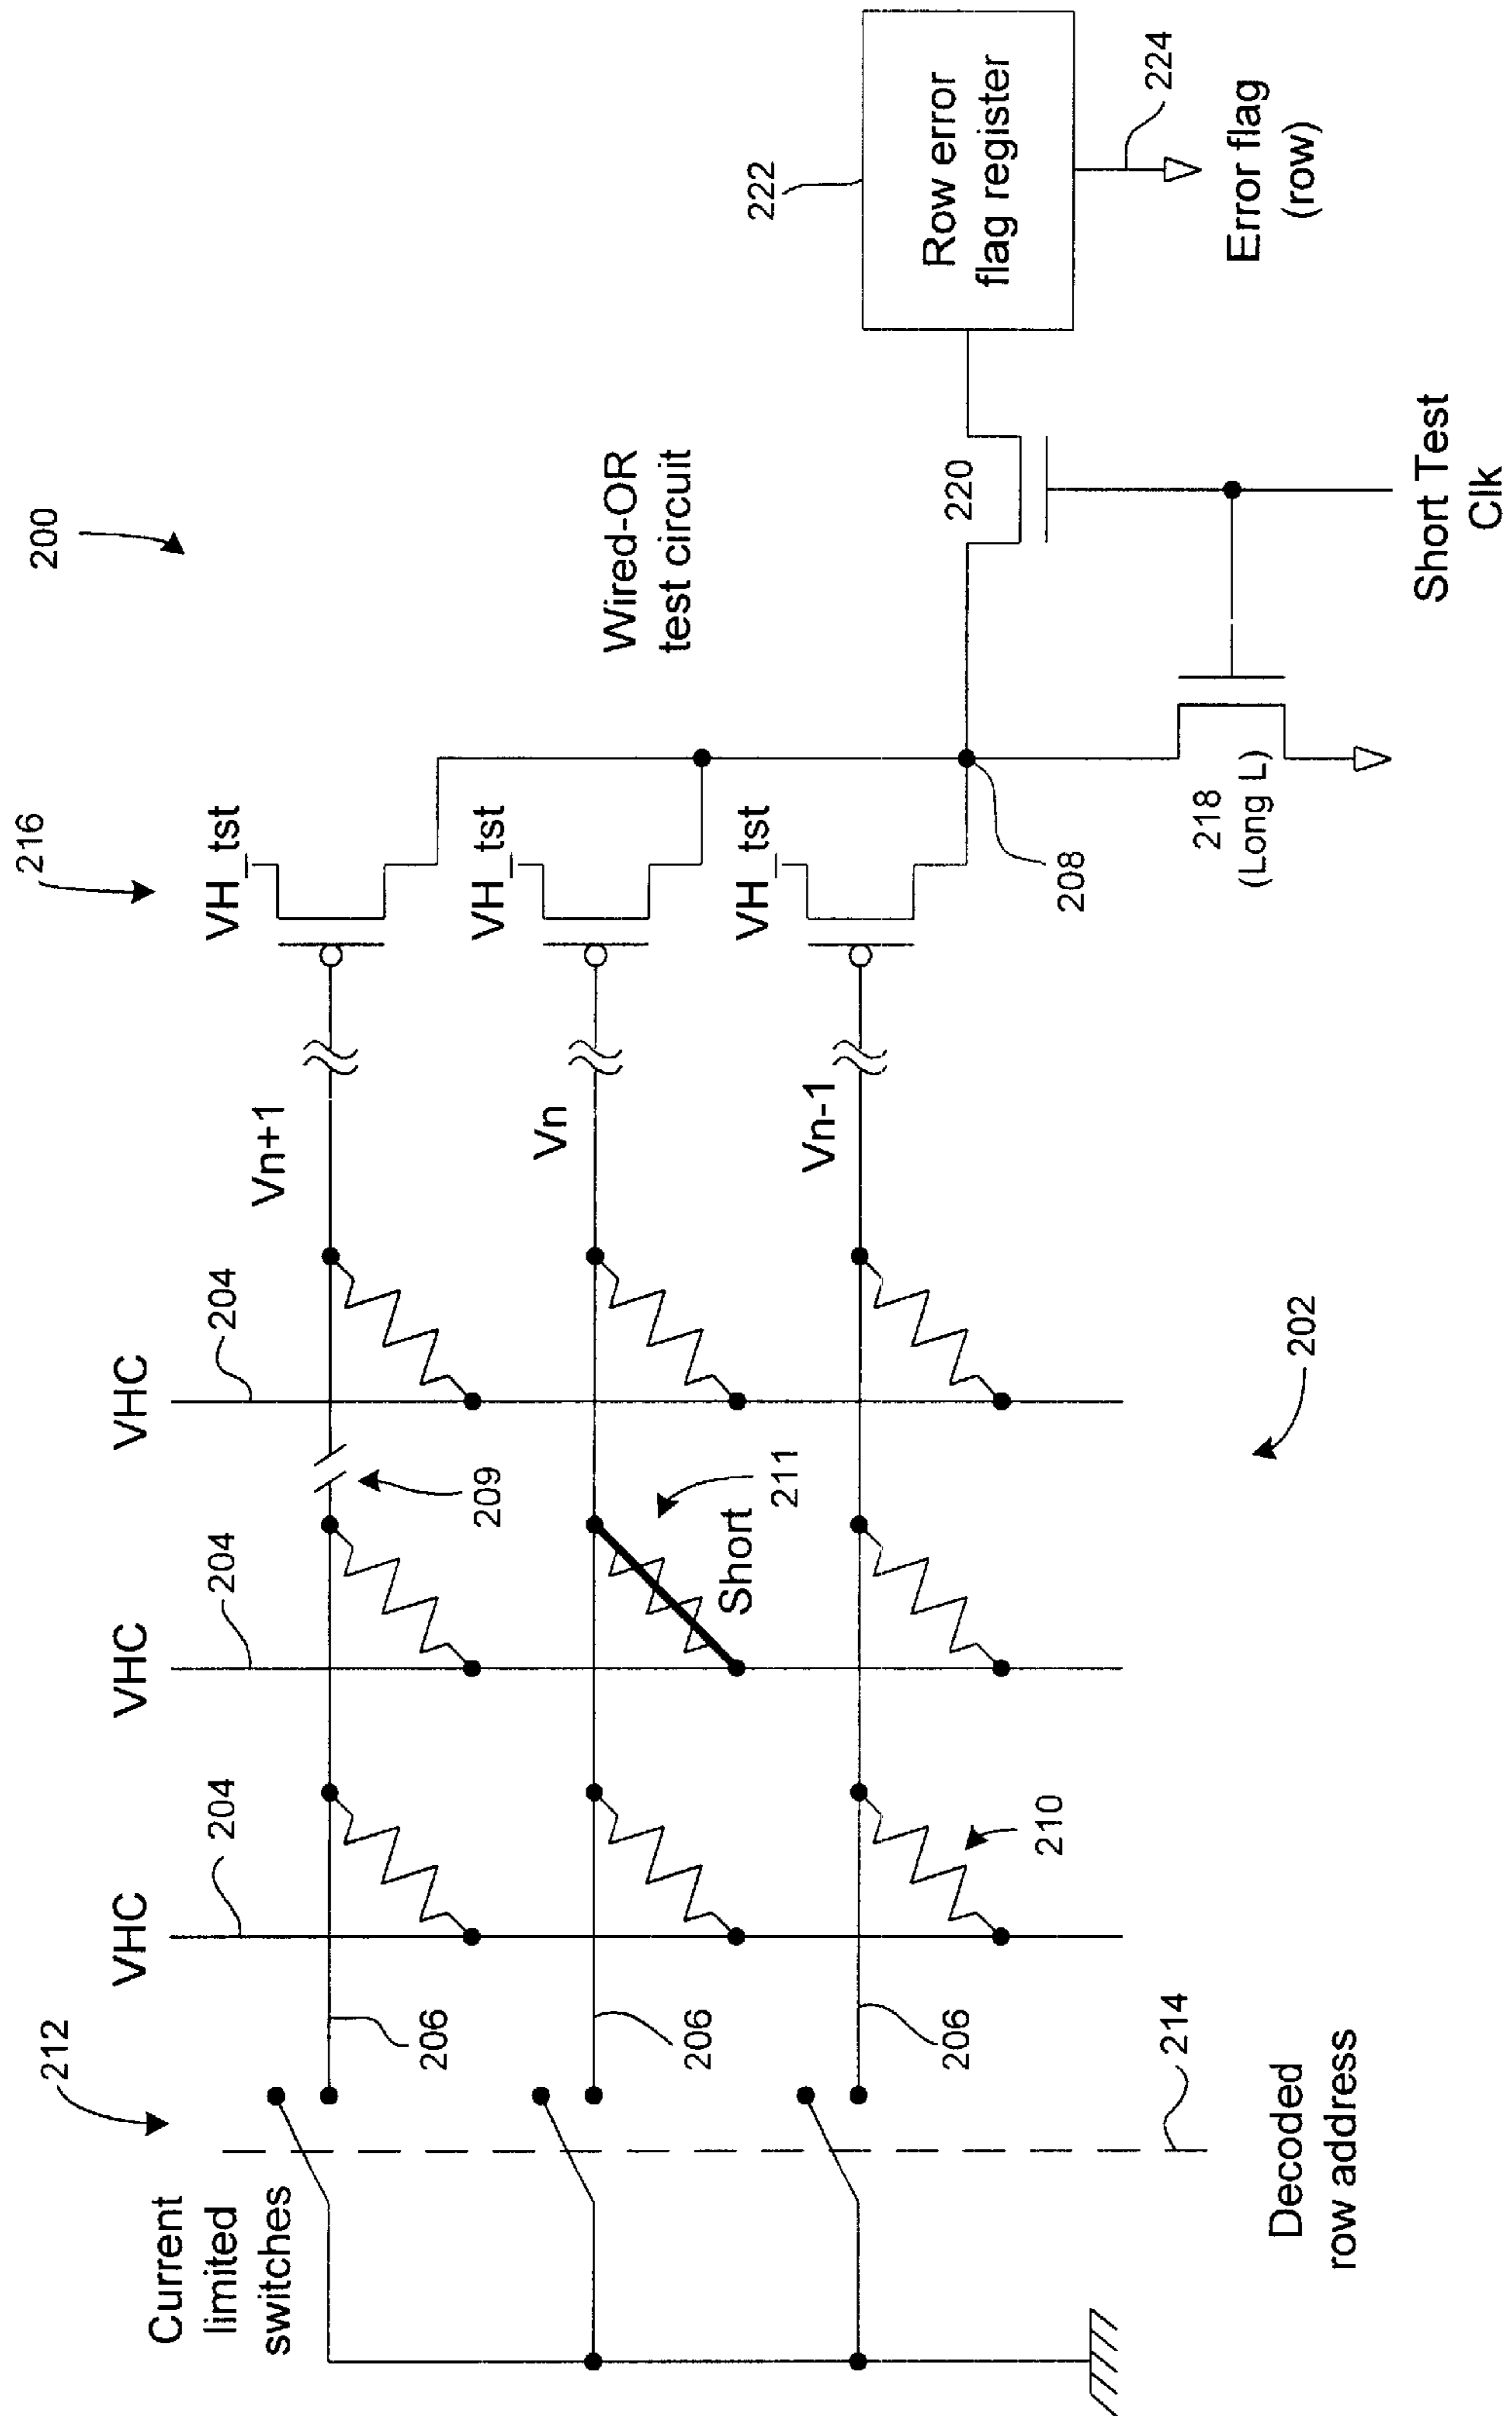 200
216
212
Current
limited
switches
VHC
204
VHC
204
VHC
204
Vn+1
VH_tst
206
209
Wired-OR
test circuit
Vn
VH_tst
206
Short
211
222
Row error
flag register
220
Vn-1
VH_tst
206
210
208
224
Error flag
(row)
218
(Long L)
214
202
Decoded
row address
Short Test
Clk